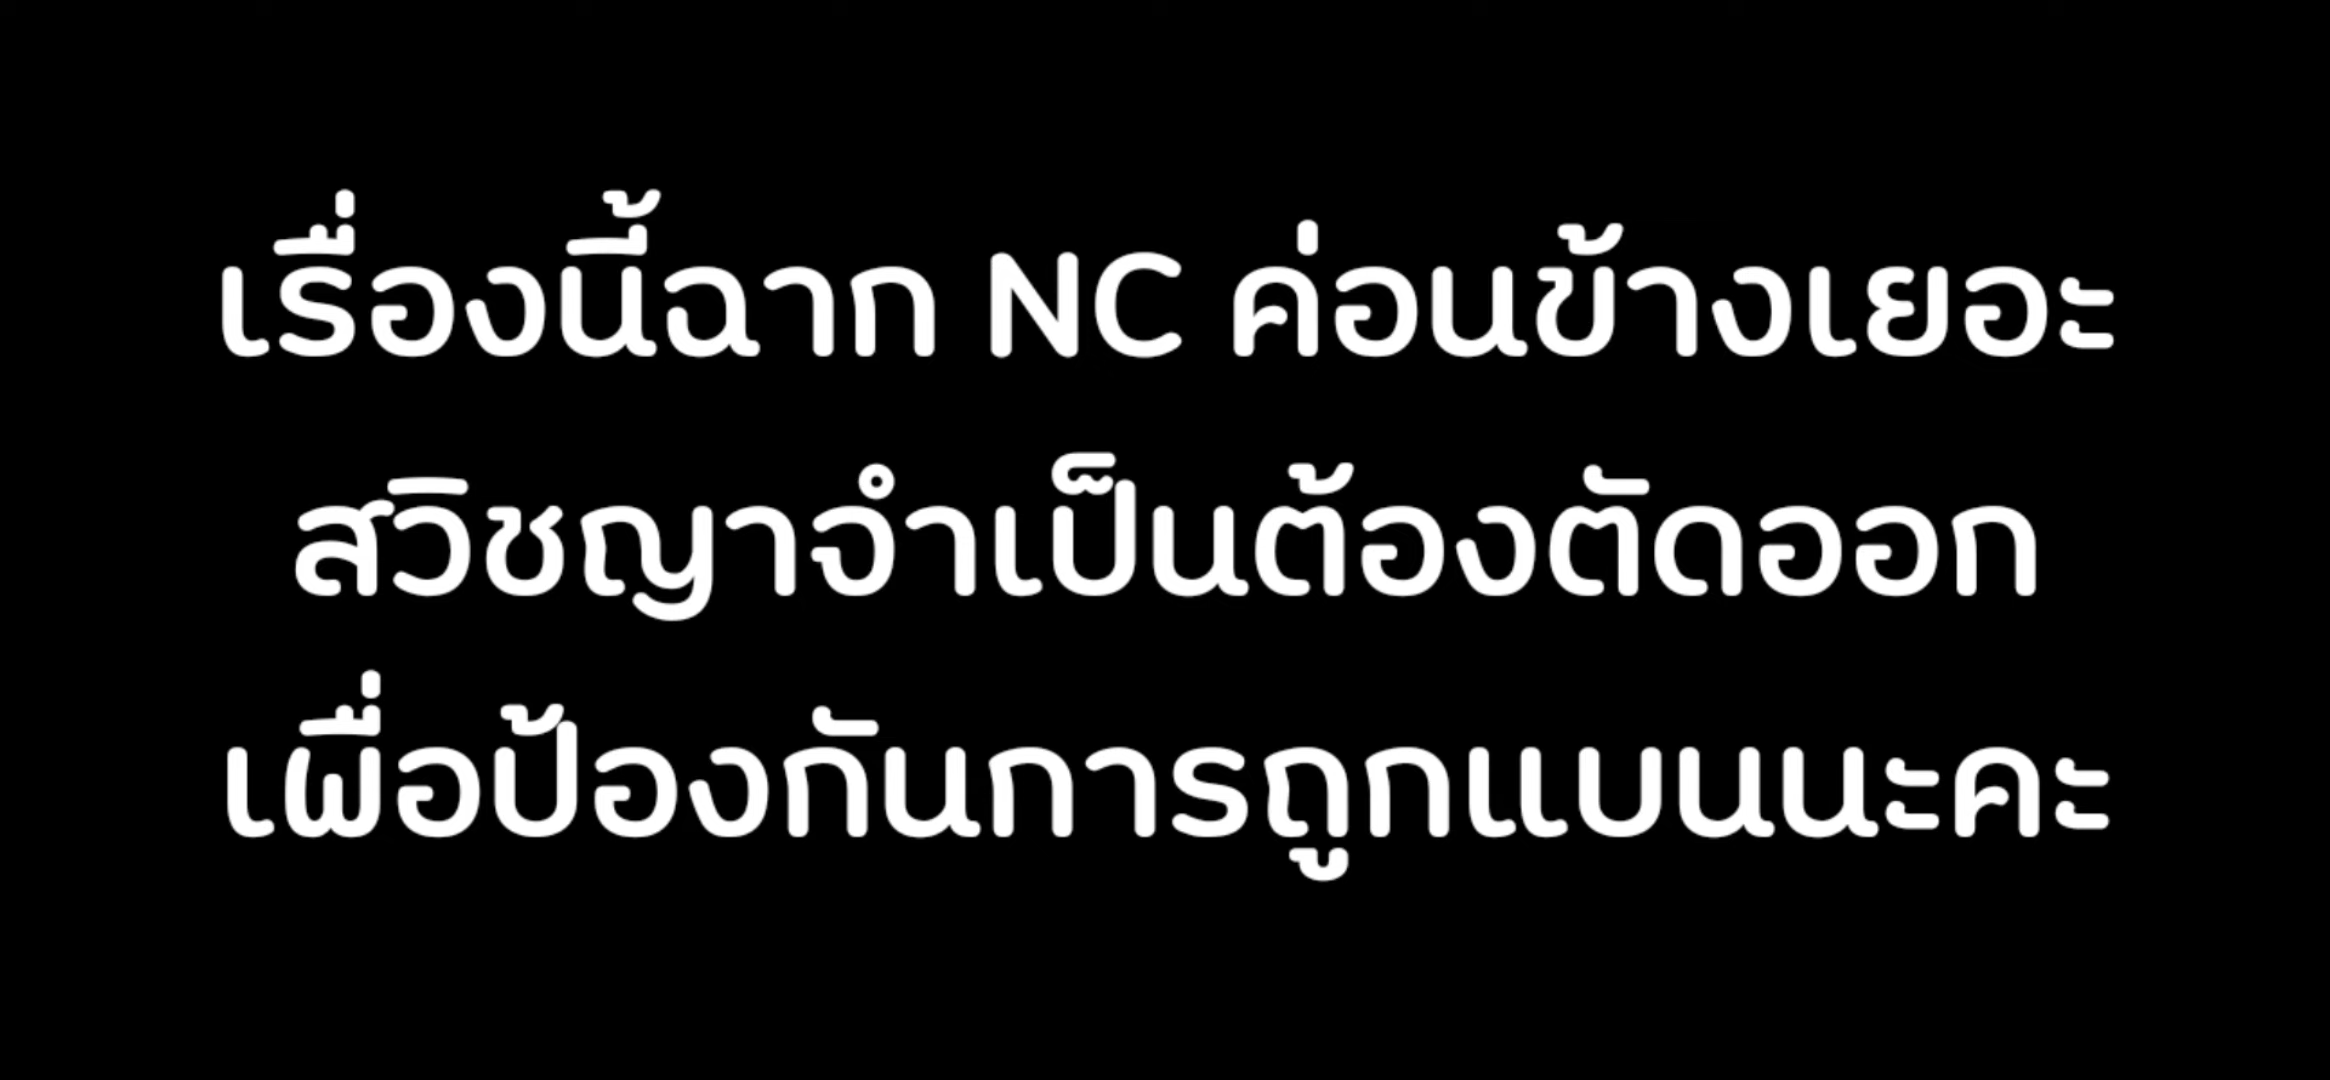 เรื่องนี้ฉาก NC ค่อนข้างเยอะ
สวิชญาจำเป็นต้องตัดออก
เพื่อป้องกันการถูกแบนนะคะ